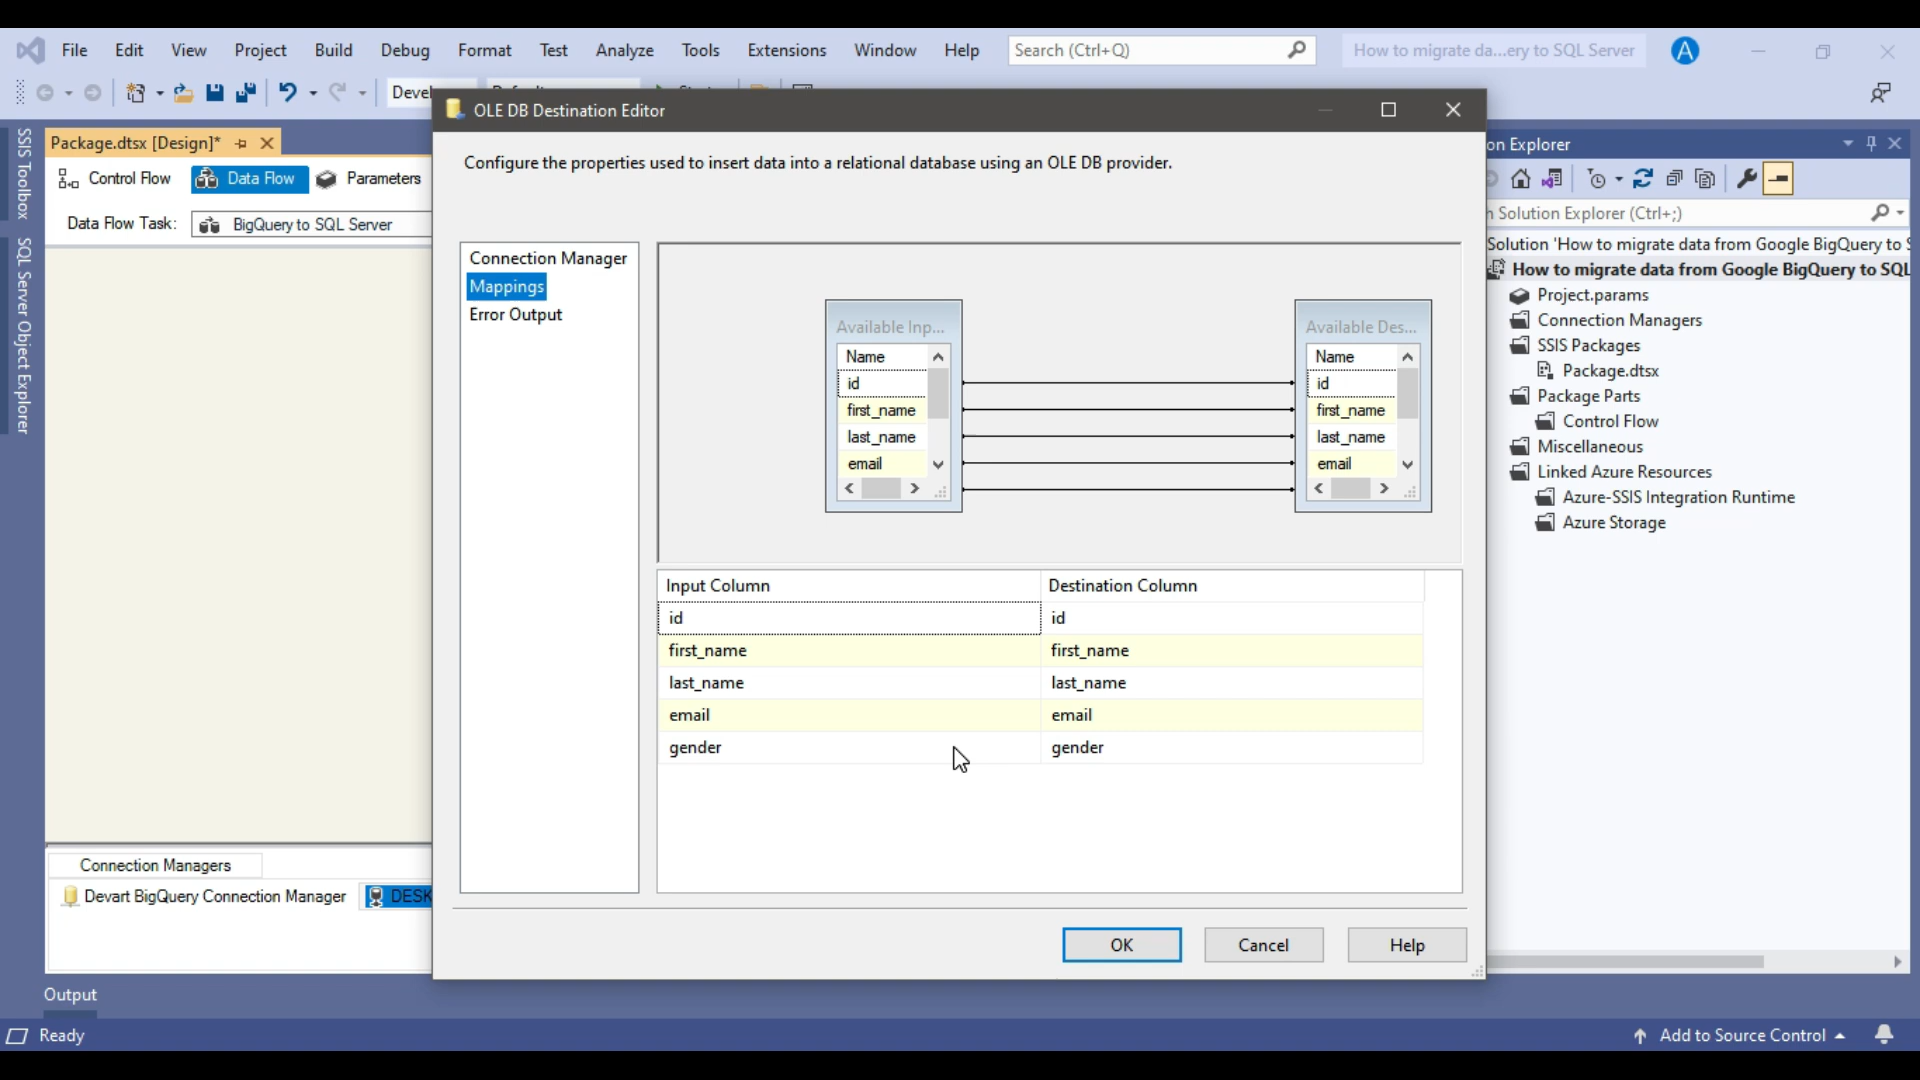 File Edit View Project Build Debug Format Test Analyze Tools Extensions Window Help Search (Ctrl+Q) How to migrate da...ery to SQL Server A
OLE DB Destination Editor
Package.dtsx [Design]*
Control Flow Data Flow Parameters
Data Flow Task: BigQuery to SQL Server
SSIS Toolbox
SQL Server Object Explorer
Configure the properties used to insert data into a relational database using an OLE DB provider.
Connection Manager
Mappings
Error Output
Available Inp...
Name
id
first_name
last_name
email
Available Des...
Name
id
first_name
last_name
email
Input Column Destination Column
id id
first_name first_name
last_name last_name
email email
gender gender
OK Cancel Help
Explorer
Solution Explorer (Ctrl+;)
Solution 'How to migrate data from Google BigQuery to
How to migrate data from Google BigQuery to SQL
Project.params
Connection Managers
SSIS Packages
Package.dtsx
Package Parts
Control Flow
Miscellaneous
Linked Azure Resources
Azure-SSIS Integration Runtime
Azure Storage
Connection Managers
Devart BigQuery Connection Manager DESK
Output
Ready Add to Source Control